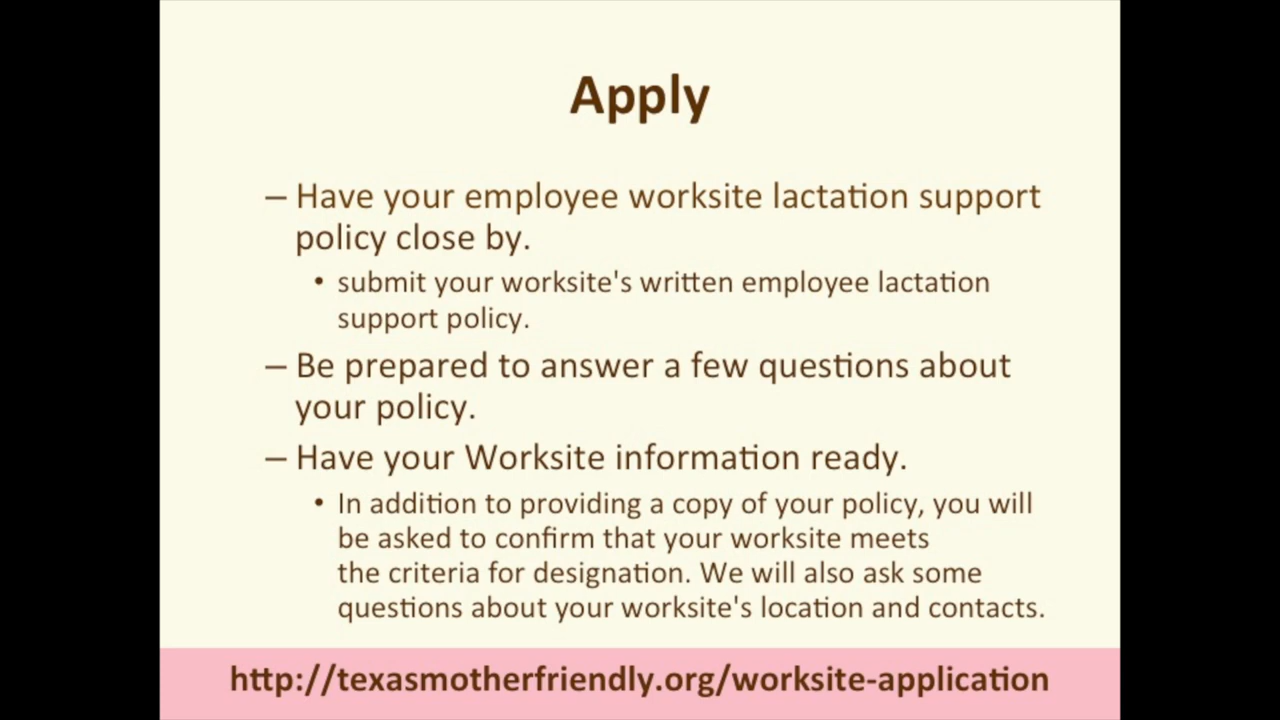 Apply
– Have your employee worksite lactation support
policy close by.
• submit your worksite's written employee lactation
support policy.
– Be prepared to answer a few questions about
your policy.
– Have your Worksite information ready.
• In addition to providing a copy of your policy, you will
be asked to confirm that your worksite meets
the criteria for designation. We will also ask some
questions about your worksite's location and contacts.
http://texasmotherfriendly.org/worksite-application